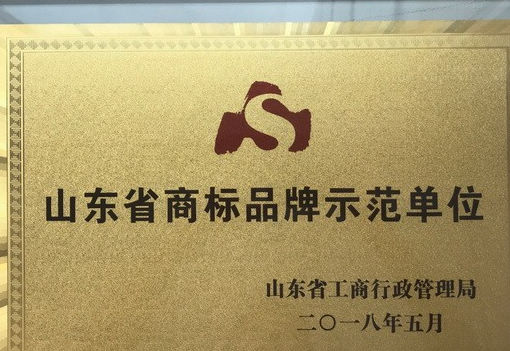 山东省商标品牌示范单位
山东省工商行政管理局
二〇一八年五月